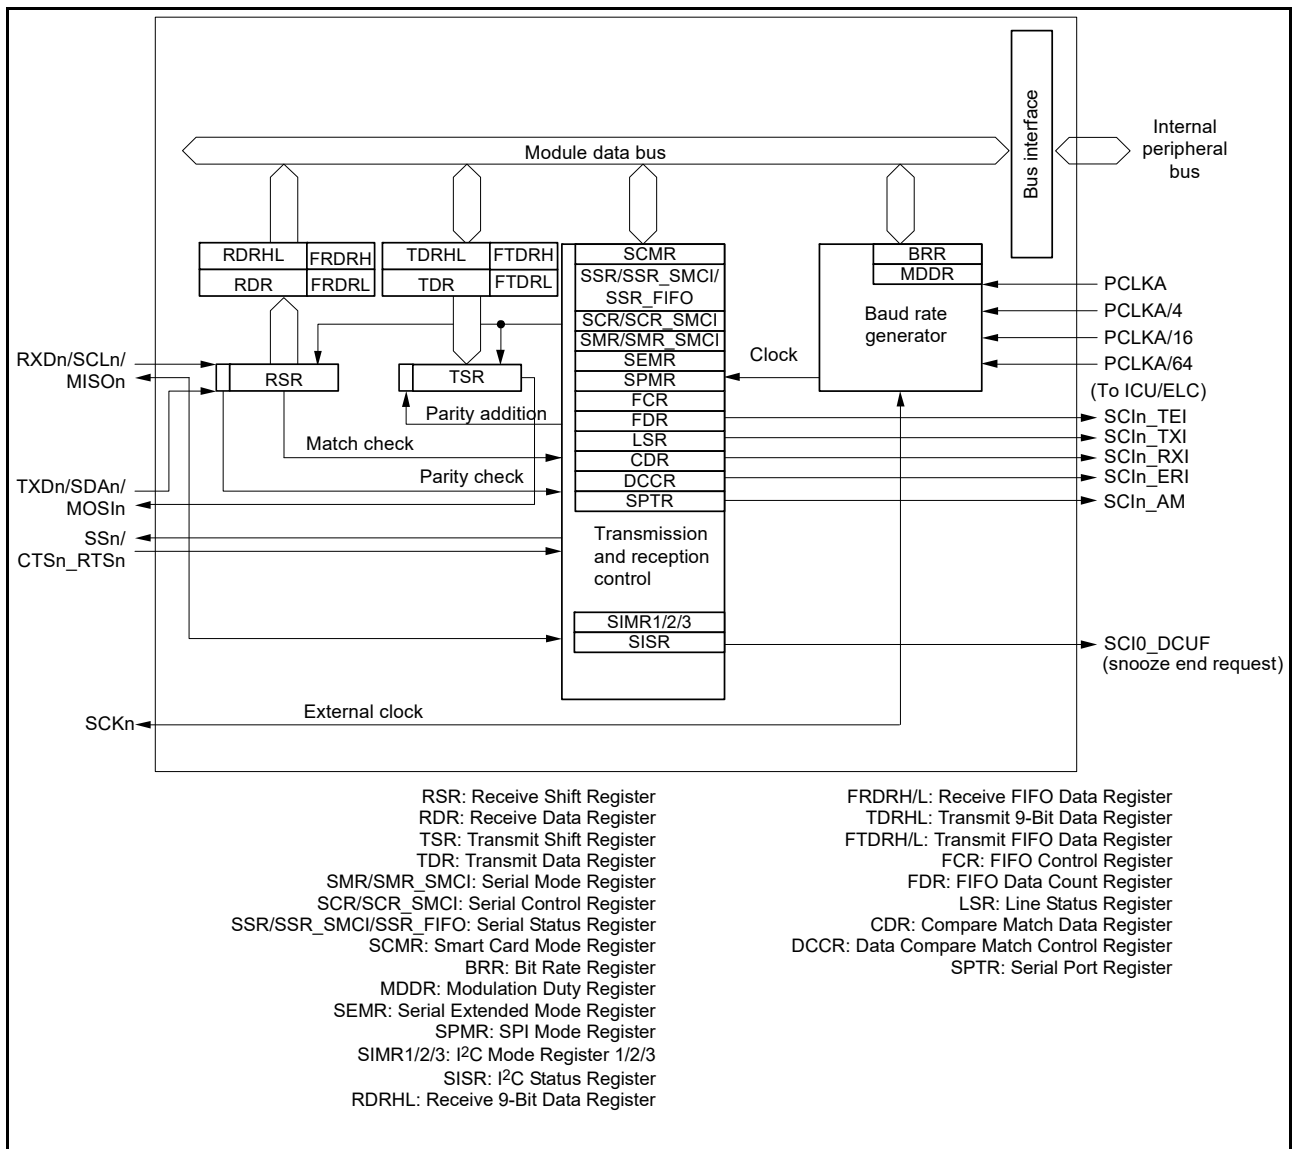 Bus interface
Internal
peripheral
bus
Module data bus
RDRHL
FRDRH
RDR
FRDRL
TDRHL
FTDRH
TDR
FTDRL
SCMR
SSR/SSR_SMCI/
SSR_FIFO
SCR/SCR_SMCI
SMR/SMR_SMCI
SEMR
SPMR
FCR
FDR
LSR
CDR
DCCR
SPTR
Transmission
and reception
control
SIMR1/2/3
SISR
BRR
MDDR
Baud rate
generator
Clock
PCLKA
PCLKA/4
PCLKA/16
PCLKA/64
(To ICU/ELC)
SCIn_TEI
SCIn_TXI
SCIn_RXI
SCIn_ERI
SCIn_AM
SCI0_DCUF
(snooze end request)
RXDn/SCLn/
MISOn
RSR
TSR
Parity addition
Match check
Parity check
TXDn/SDAn/
MOSIn
SSn/
CTSn_RTSn
SCKn
External clock
RSR: Receive Shift Register
RDR: Receive Data Register
TSR: Transmit Shift Register
TDR: Transmit Data Register
SMR/SMR_SMCI: Serial Mode Register
SCR/SCR_SMCI: Serial Control Register
SSR/SSR_SMCI/SSR_FIFO: Serial Status Register
SCMR: Smart Card Mode Register
BRR: Bit Rate Register
MDDR: Modulation Duty Register
SEMR: Serial Extended Mode Register
SPMR: SPI Mode Register
SIMR1/2/3: I2C Mode Register 1/2/3
SISR: I2C Status Register
RDRHL: Receive 9-Bit Data Register
FRDRH/L: Receive FIFO Data Register
TDRHL: Transmit 9-Bit Data Register
FTDRH/L: Transmit FIFO Data Register
FCR: FIFO Control Register
FDR: FIFO Data Count Register
LSR: Line Status Register
CDR: Compare Match Data Register
DCCR: Data Compare Match Control Register
SPTR: Serial Port Register